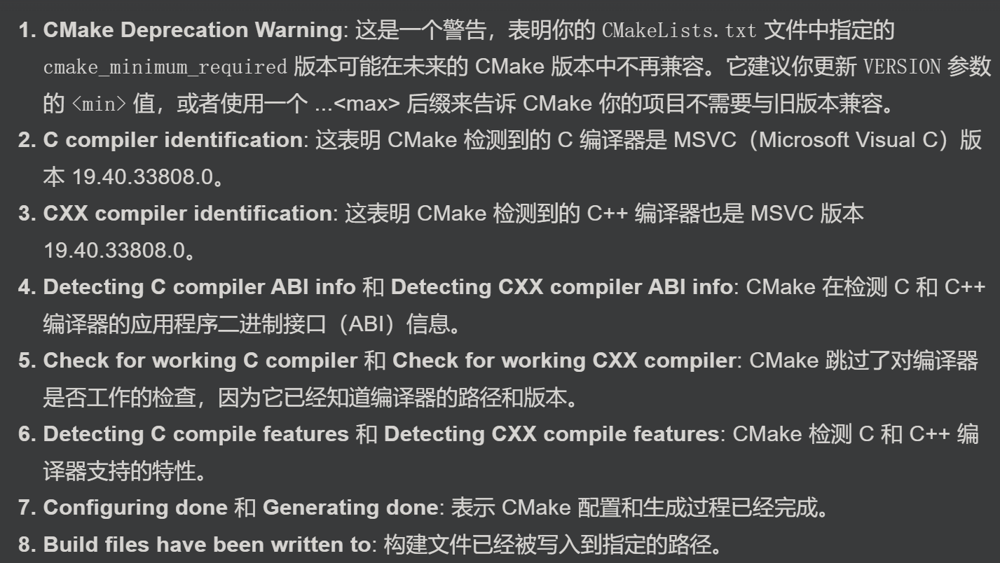 1. CMake Deprecation Warning: 这是一个警告，表明你的 CMakeLists.txt 文件中指定的
cmake_minimum_required 版本可能在未来的 CMake 版本中不再兼容。它建议你更新 VERSION 参数
的 <min> 值，或者使用一个 ...<max> 后缀来告诉 CMake 你的项目不需要与旧版本兼容。
2. C compiler identification: 这表明 CMake 检测到的 C 编译器是 MSVC（Microsoft Visual C）版
本 19.40.33808.0。
3. CXX compiler identification: 这表明 CMake 检测到的 C++ 编译器也是 MSVC 版本
19.40.33808.0。
4. Detecting C compiler ABI info 和 Detecting CXX compiler ABI info: CMake 在检测 C 和 C++
编译器的应用程序二进制接口（ABI）信息。
5. Check for working C compiler 和 Check for working CXX compiler: CMake 跳过了对编译器
是否工作的检查，因为它已经知道编译器的路径和版本。
6. Detecting C compile features 和 Detecting CXX compile features: CMake 检测 C 和 C++ 编
译器支持的特性。
7. Configuring done 和 Generating done: 表示 CMake 配置和生成过程已经完成。
8. Build files have been written to: 构建文件已经被写入到指定的路径。